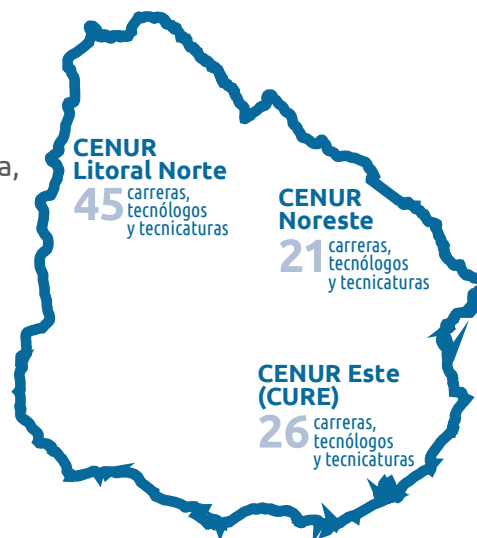 a,
CENUR
Litoral Norte
45 carreras,
tecnólogos
y tecnicaturas
CENUR
Noreste
21 carreras,
tecnólogos
y tecnicaturas
CENUR Este
(CURE)
26 carreras,
tecnólogos
y tecnicaturas